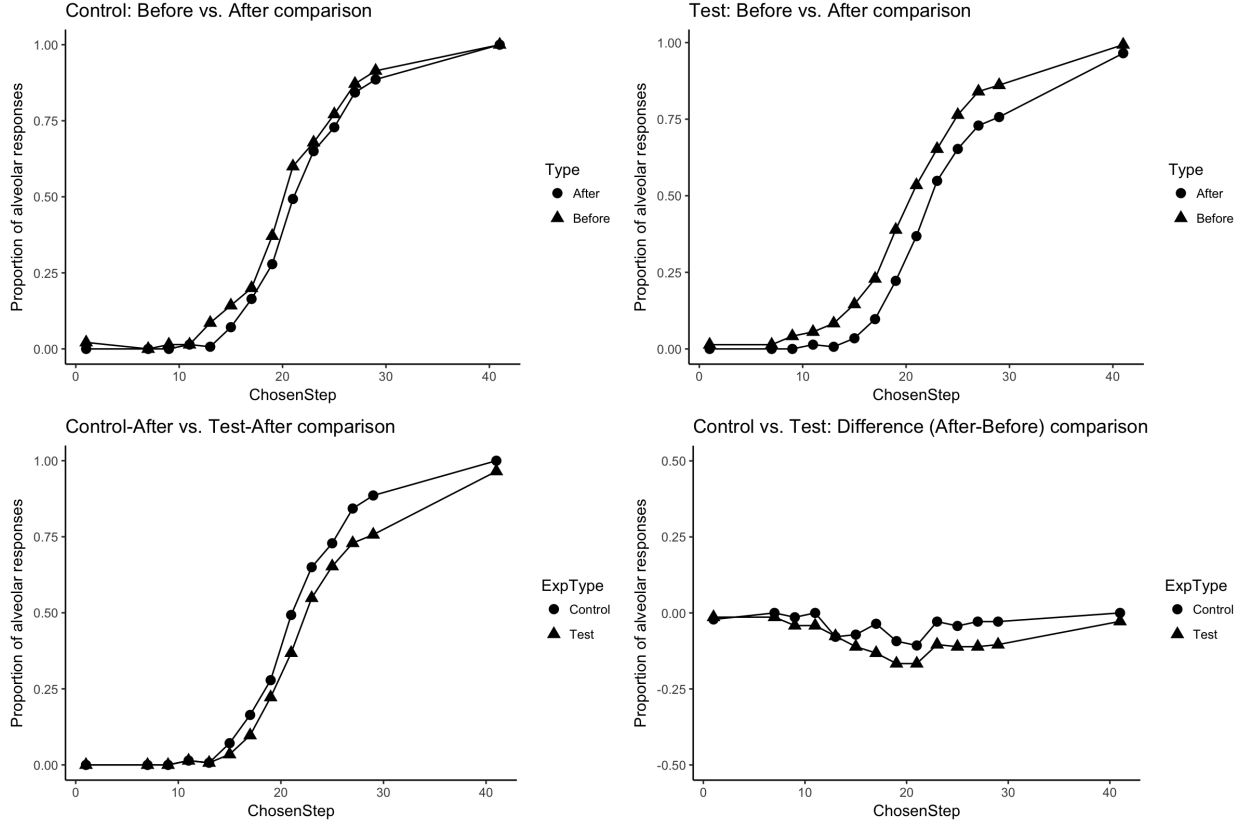 Control: Before vs. After comparison
Proportion of alveolar responses
1.00
0.75
0.50
0.25
0.00
0 10 20 30 40
ChosenStep
Type
After
Before
Test: Before vs. After comparison
Proportion of alveolar responses
1.00
0.75
0.50
0.25
0.00
0 10 20 30 40
ChosenStep
Type
After
Before
Control-After vs. Test-After comparison
Proportion of alveolar responses
1.00
0.75
0.50
0.25
0.00
0 10 20 30 40
ChosenStep
ExpType
Control
Test
Control vs. Test: Difference (After-Before) comparison
Proportion of alveolar responses
0.50
0.25
0.00
-0.25
-0.50
0 10 20 30 40
ChosenStep
ExpType
Control
Test